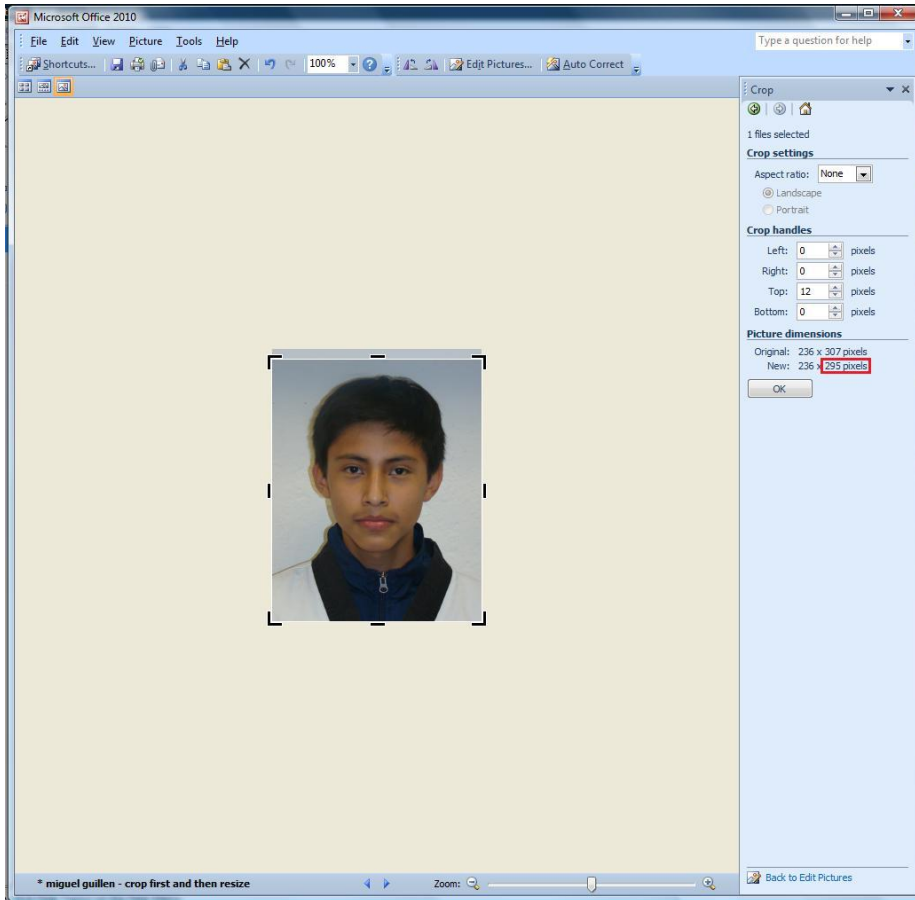 Microsoft Office 2010
File Edit View Picture Tools Help
Type a question for help
Shortcuts... 100% Edit Pictures... Auto Correct
Crop
1 files selected
Crop settings
Aspect ratio: None
Landscape
Portrait
Crop handles
Left: 0 pixels
Right: 0 pixels
Top: 12 pixels
Bottom: 0 pixels
Picture dimensions
Original: 236 x 307 pixels
New: 236 x 295 pixels
OK
* miguel guillen - crop first and then resize
Zoom:
Back to Edit Pictures